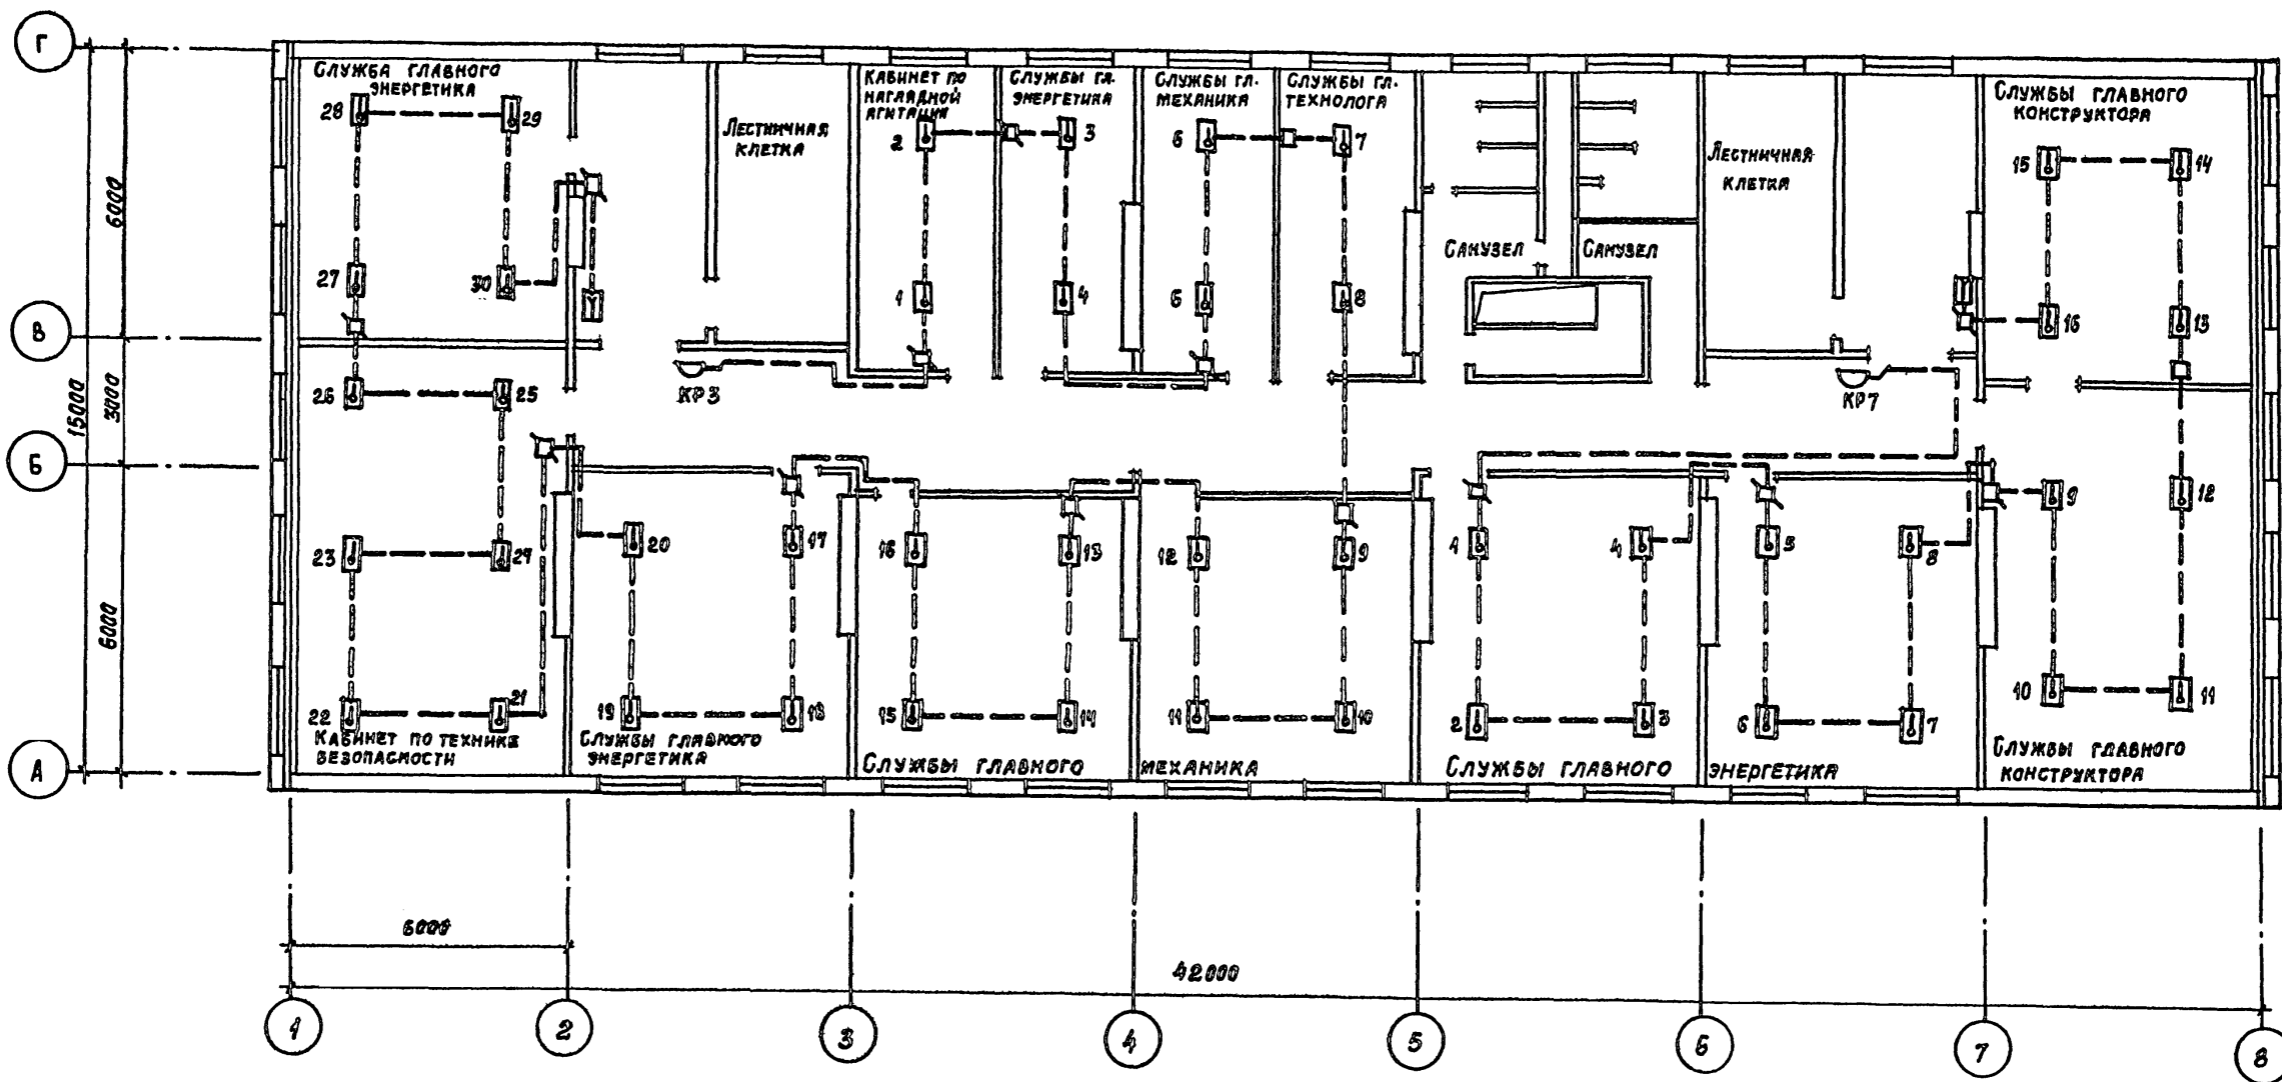 Г
В
Б
А
15000
6000
3000
6000
СЛУЖБА ГЛАВНОГО
ЭНЕРГЕТИКА
28
29
27
30
ЛЕСТНИЧНАЯ
КЛЕТКА
КАБИНЕТ ПО
НАГЛЯДНОЙ
АГИТАЦИИ
2
1
СЛУЖБЫ ГЛ.
ЭНЕРГЕТИКА
3
4
СЛУЖБЫ ГЛ.
МЕХАНИКА
6
5
СЛУЖБЫ ГЛ.
ТЕХНОЛОГА
7
8
САНУЗЕЛ
САНУЗЕЛ
ЛЕСТНИЧНАЯ
КЛЕТКА
СЛУЖБЫ ГЛАВНОГО
КОНСТРУКТОРА
15
14
16
13
КР3
КР7
26
25
23
24
22
21
КАБИНЕТ ПО ТЕХНИКЕ
БЕЗОПАСНОСТИ
20
17
19
18
СЛУЖБЫ ГЛАВНОГО
ЭНЕРГЕТИКА
16
13
15
14
12
9
11
10
СЛУЖБЫ ГЛАВНОГО МЕХАНИКА
1
4
2
3
5
8
6
7
СЛУЖБЫ ГЛАВНОГО ЭНЕРГЕТИКА
9
12
10
11
СЛУЖБЫ ГЛАВНОГО
КОНСТРУКТОРА
6000
42000
1
2
3
4
5
6
7
8